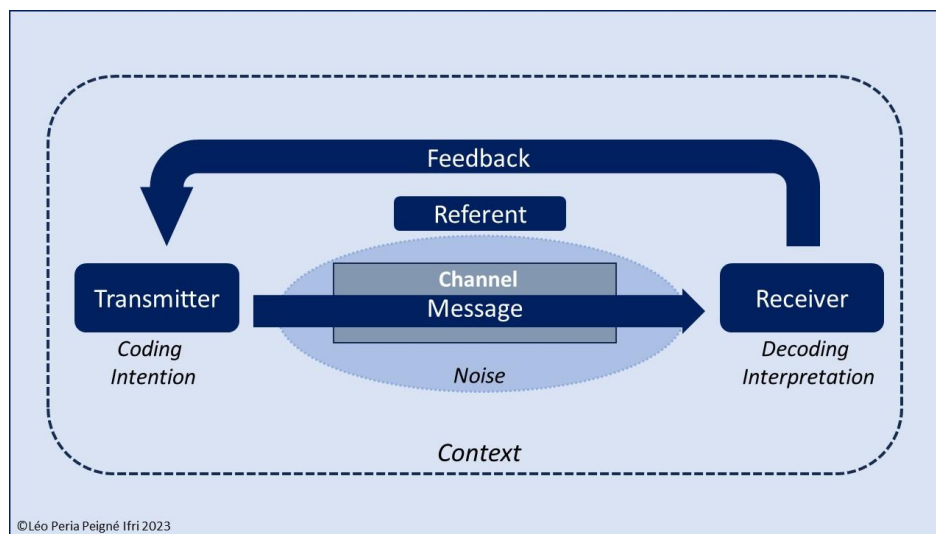 Feedback
Referent
Channel
Transmitter
Message
Receiver
Coding
Intention
Noise
Decoding
Interpretation
Context
©Léo Peria Peigné Ifri 2023